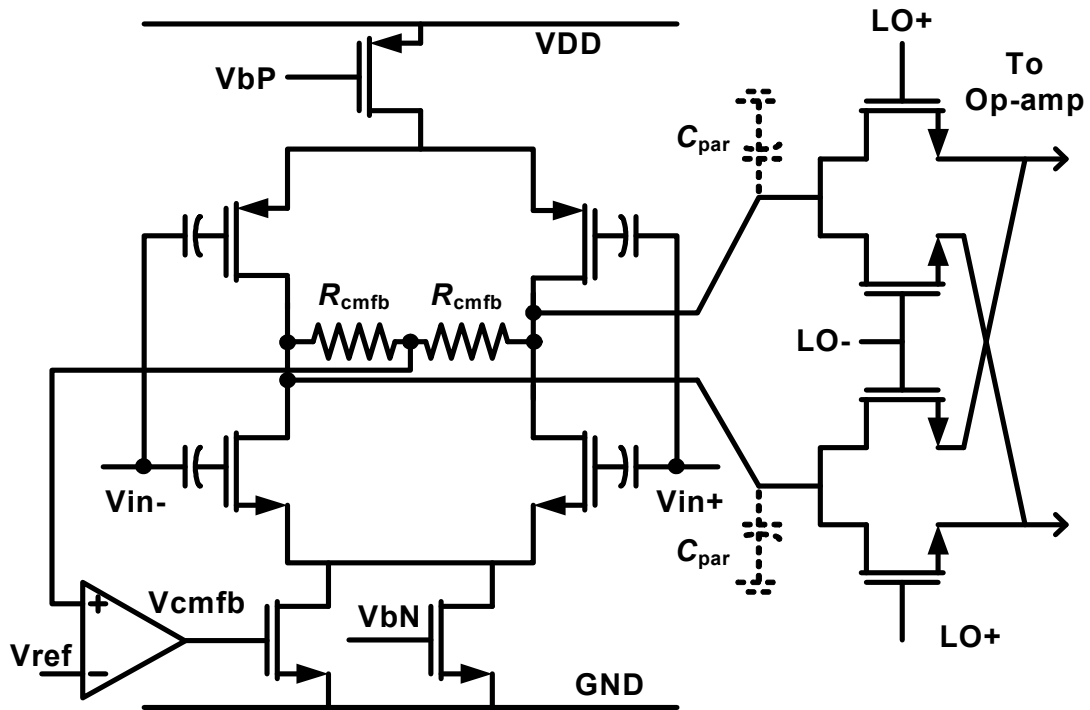 LO+
VDD
To
Op-amp
VbP
Cpar
Rcmfb
Rcmfb
LO-
Vin-
Vin+
Cpar
Vcmfb
VbN
+
Vref
-
LO+
GND